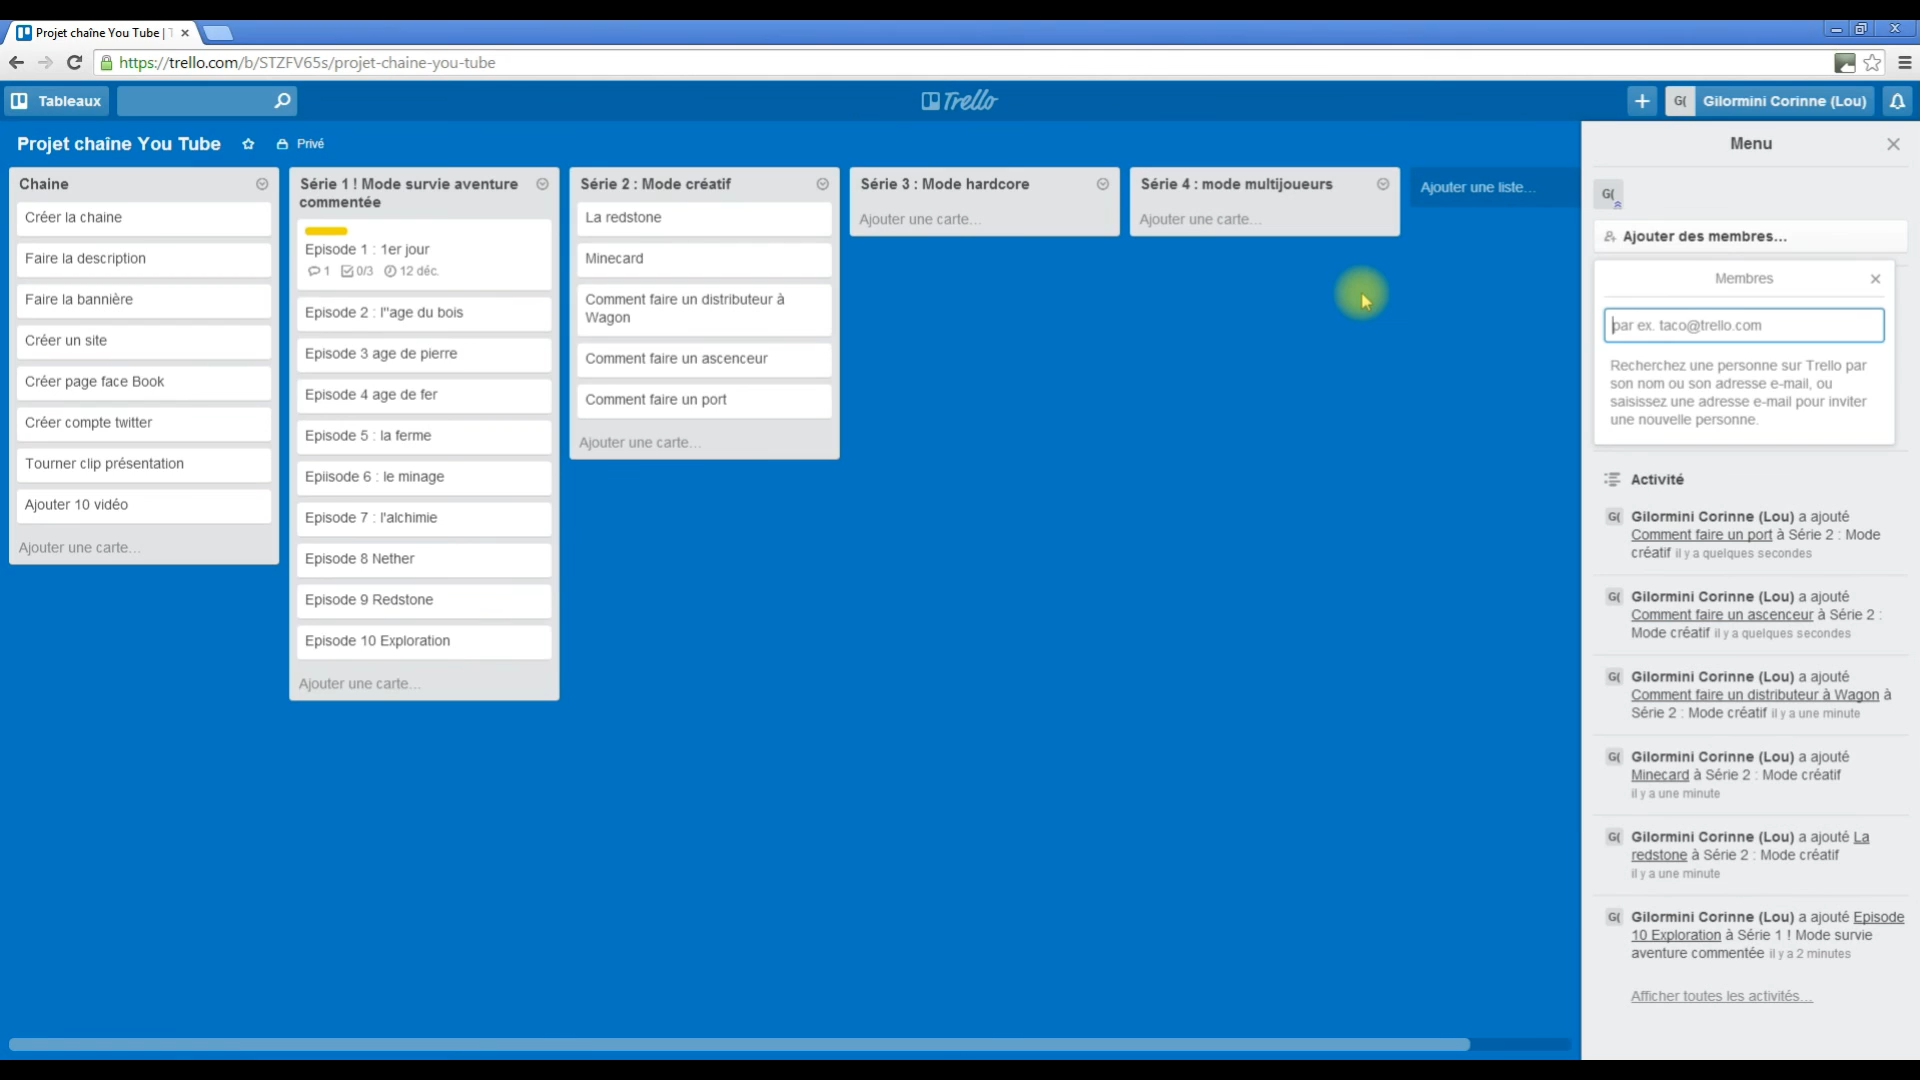 Projet chaîne You Tube | T
https://trello.com/b/STZFV65s/projet-chaine-you-tube
Tableaux
Trello
G(
Gilormini Corinne (Lou)
Projet chaîne You Tube
Privé
Chaine
Créer la chaine
Faire la description
Faire la bannière
Créer un site
Créer page face Book
Créer compte twitter
Tourner clip présentation
Ajouter 10 vidéo
Ajouter une carte...
Série 1 ! Mode survie aventure
commentée
Episode 1 : 1er jour
1 0/3 12 déc.
Episode 2 : l"age du bois
Episode 3 age de pierre
Episode 4 age de fer
Episode 5 : la ferme
Epiisode 6 : le minage
Episode 7 : l'alchimie
Episode 8 Nether
Episode 9 Redstone
Episode 10 Exploration
Ajouter une carte...
Série 2 : Mode créatif
La redstone
Minecard
Comment faire un distributeur à
Wagon
Comment faire un ascenceur
Comment faire un port
Ajouter une carte...
Série 3 : Mode hardcore
Ajouter une carte...
Série 4 : mode multijoueurs
Ajouter une carte...
Ajouter une liste...
Menu
G(
Ajouter des membres...
Membres
par ex. taco@trello.com
Recherchez une personne sur Trello par
son nom ou son adresse e-mail, ou
saisissez une adresse e-mail pour inviter
une nouvelle personne.
Activité
G( Gilormini Corinne (Lou) a ajouté
Comment faire un port à Série 2 : Mode
créatif il y a quelques secondes
G( Gilormini Corinne (Lou) a ajouté
Comment faire un ascenceur à Série 2 :
Mode créatif il y a quelques secondes
G( Gilormini Corinne (Lou) a ajouté
Comment faire un distributeur à Wagon à
Série 2 : Mode créatif il y a une minute
G( Gilormini Corinne (Lou) a ajouté
Minecard à Série 2 : Mode créatif
il y a une minute
G( Gilormini Corinne (Lou) a ajouté La
redstone à Série 2 : Mode créatif
il y a une minute
G( Gilormini Corinne (Lou) a ajouté Episode
10 Exploration à Série 1 ! Mode survie
aventure commentée il y a 2 minutes
Afficher toutes les activités...